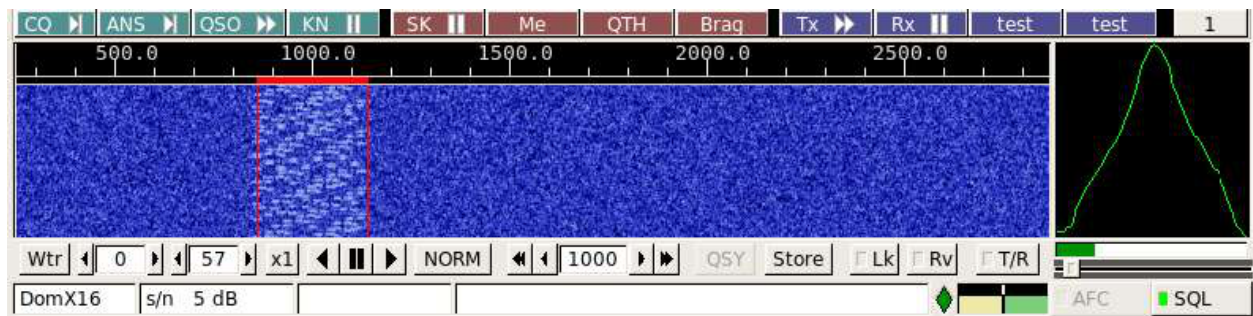 CQ ANS QSO KN SK Me QTH Brag Tx Rx test test 1
500.0 1000.0 1500.0 2000.0 2500.0
Wtr 0 57 x1 NORM 1000 QSY Store Lk Rv T/R
DomX16 s/n 5 dB AFC SQL